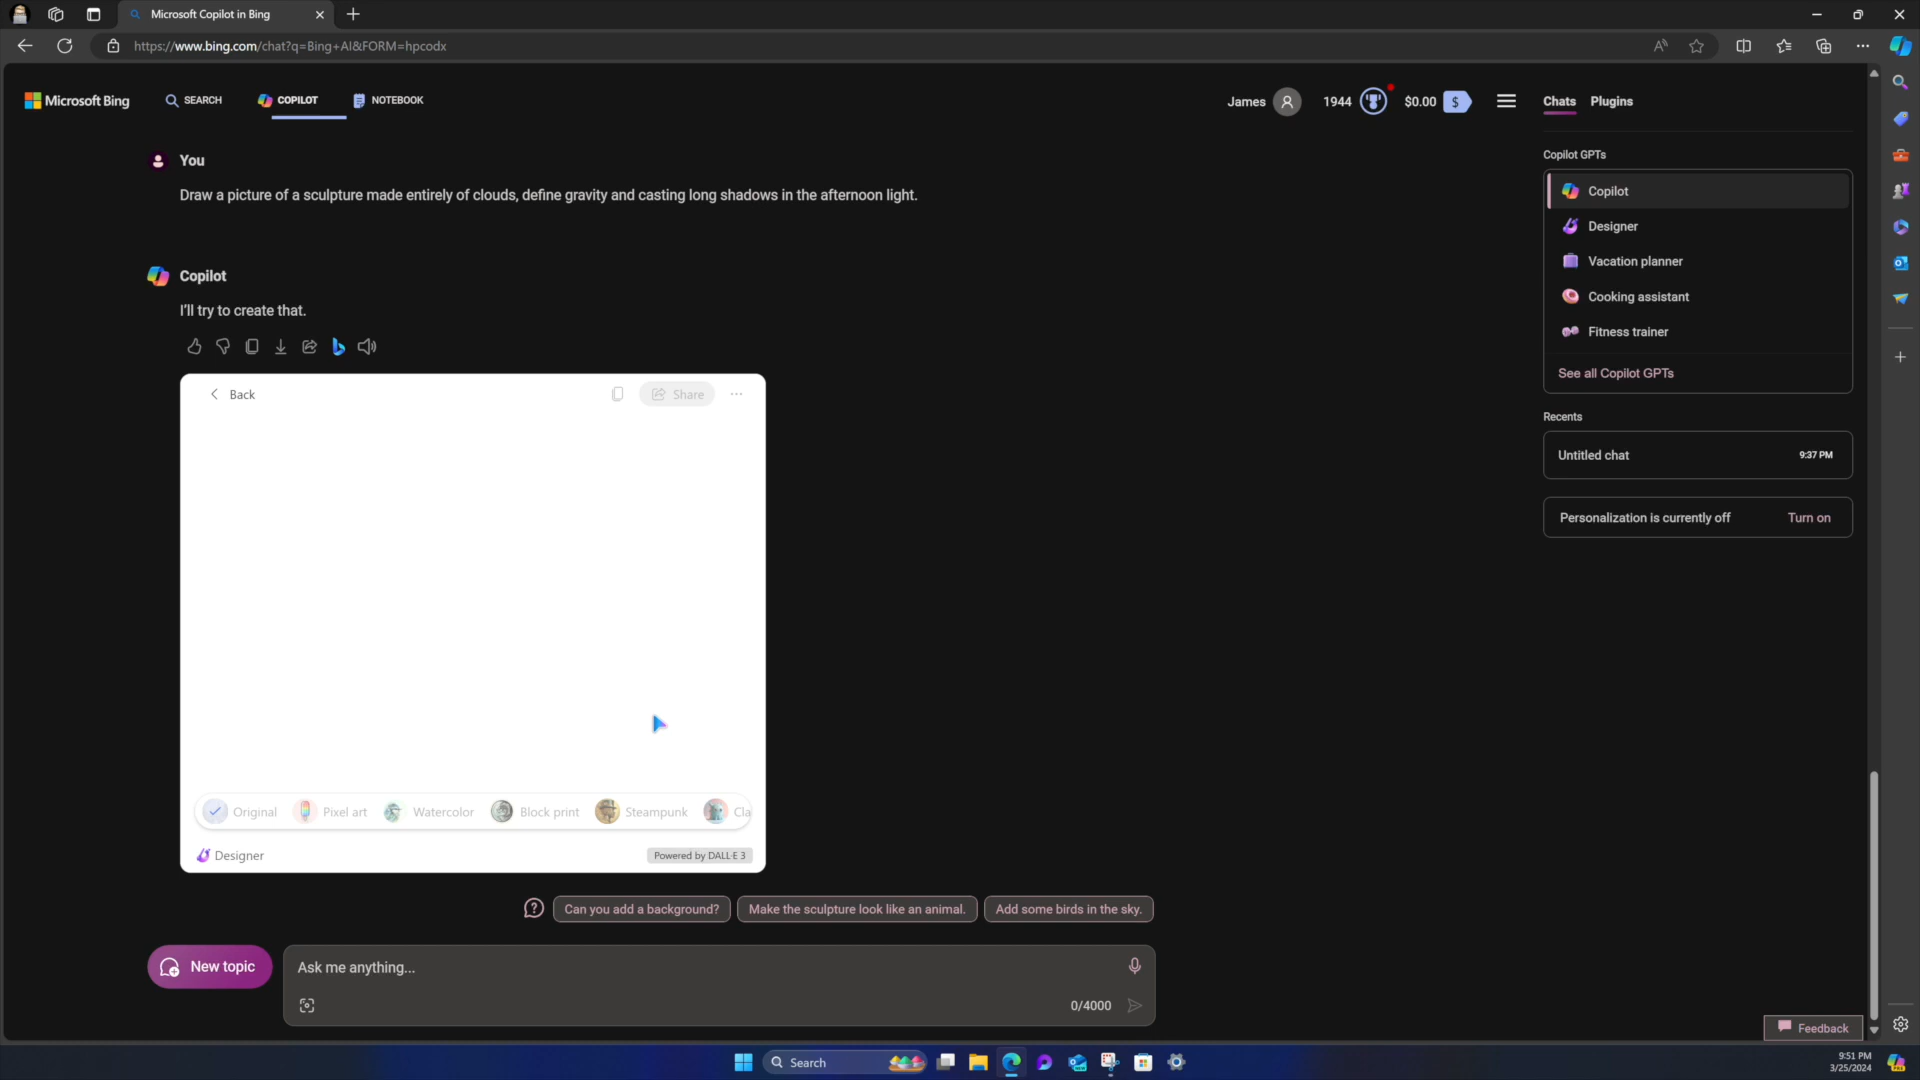 Microsoft Copilot in Bing
https://www.bing.com/chat?q=Bing+AI&FORM=hpcodx
Microsoft Bing
SEARCH
COPILOT
NOTEBOOK
James
1944
$0.00
$
Chats
Plugins
You
Draw a picture of a sculpture made entirely of clouds, define gravity and casting long shadows in the afternoon light.
Copilot
I'll try to create that.
Back
Share
Original
Pixel art
Watercolor
Block print
Steampunk
Cla
Designer
Powered by DALL·E 3
Can you add a background?
Make the sculpture look like an animal.
Add some birds in the sky.
New topic
Ask me anything...
0/4000
Copilot GPTs
Copilot
Designer
Vacation planner
Cooking assistant
Fitness trainer
See all Copilot GPTs
Recents
Untitled chat
9:37 PM
Personalization is currently off
Turn on
Feedback
Search
9:51 PM
3/25/2024